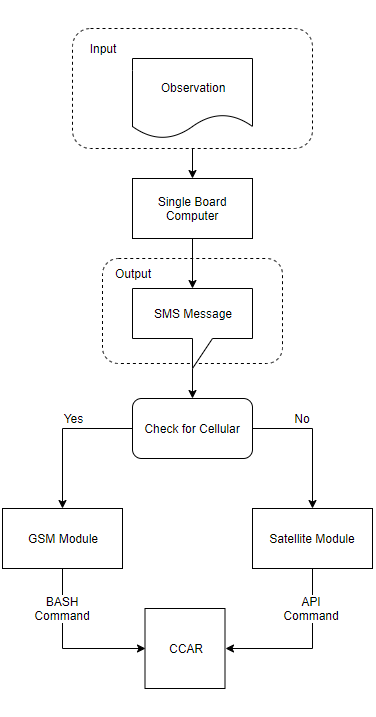 Input
Observation
Single Board
Computer
Output
SMS Message
Yes
No
Check for Cellular
GSM Module
Satellite Module
BASH
Command
API
Command
CCAR